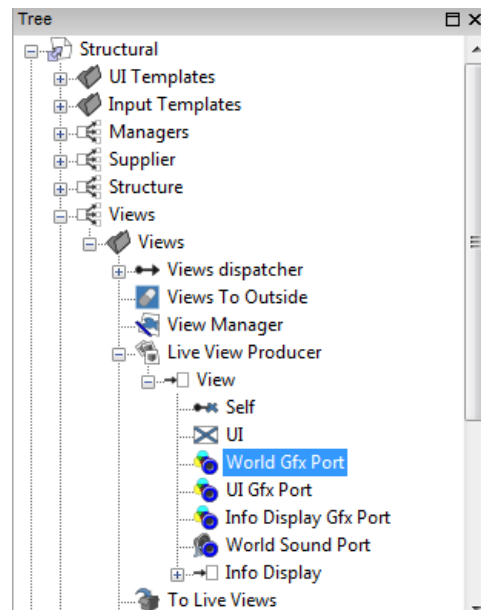 Tree
Structural
UI Templates
Input Templates
Managers
Supplier
Structure
Views
Views
Views dispatcher
Views To Outside
View Manager
Live View Producer
View
Self
UI
World Gfx Port
UI Gfx Port
Info Display Gfx Port
World Sound Port
Info Display
To Live Views